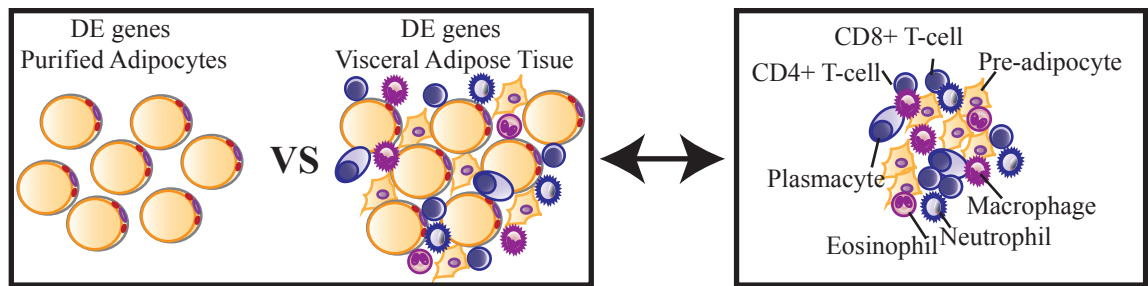 DE genes
Purified Adipocytes
VS
DE genes
Visceral Adipose Tissue
CD8+ T-cell
CD4+ T-cell
Pre-adipocyte
Plasmacyte
Macrophage
Eosinophil
Neutrophil